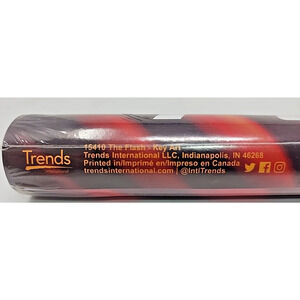 Trends
international
15410 The Flash - Key Art
Trends International LLC, Indianapolis, IN 46268
Printed in/Imprimé en/Impreso en Canada
trendsinternational.com | @IntlTrends